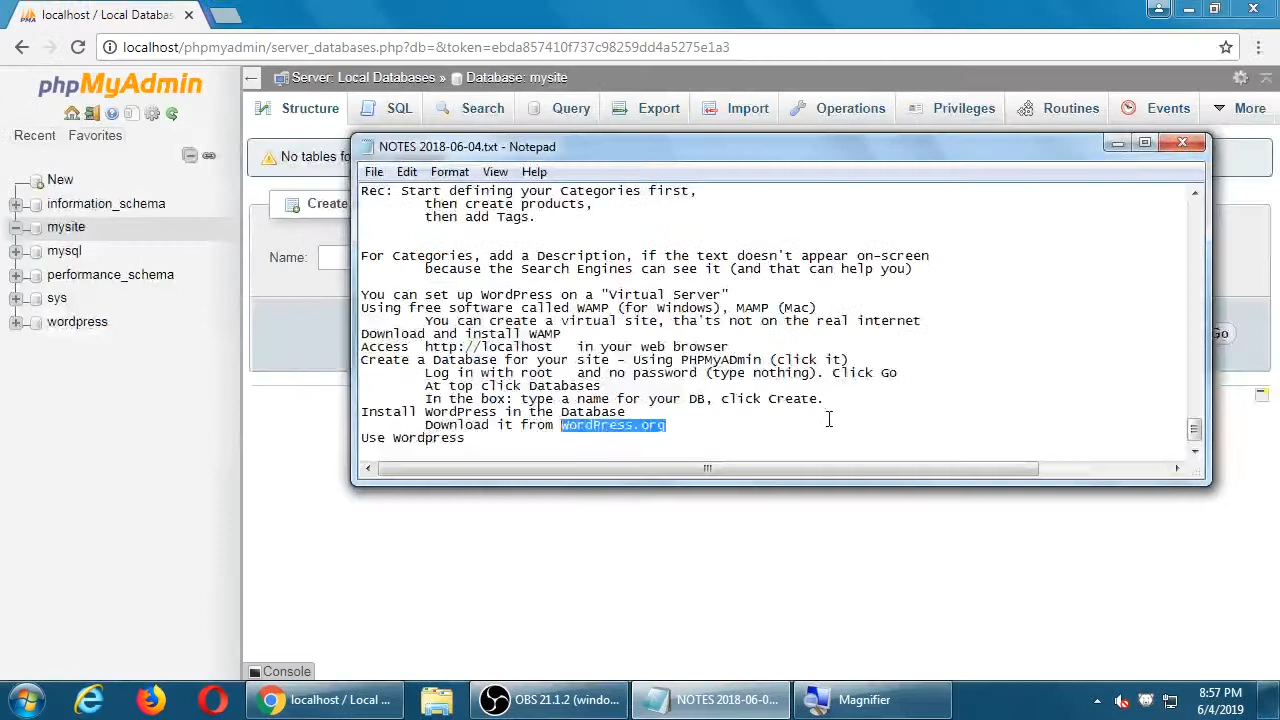 localhost / Local Databas
localhost/phpmyadmin/server_databases.php?db=&token=ebda857410f737c98259dd4a5275e1a3
phpMyAdmin
Server: Local Databases » Database: mysite
Structure SQL Search Query Export Import Operations Privileges Routines Events More
Recent Favorites
New
information_schema
mysite
mysql
performance_schema
sys
wordpress
No tables fo
Create
Name:
Go
NOTES 2018-06-04.txt - Notepad
File Edit Format View Help
Rec: Start defining your Categories first,
then create products,
then add Tags.
For Categories, add a Description, if the text doesn't appear on-screen
because the Search Engines can see it (and that can help you)
You can set up WordPress on a "Virtual Server"
Using free software called WAMP (for Windows), MAMP (Mac)
You can create a virtual site, tha'ts not on the real internet
Download and install WAMP
Access http://localhost in your web browser
Create a Database for your site - Using PHPMyADmin (click it)
Log in with root and no password (type nothing). Click Go
At top click Databases
In the box: type a name for your DB, click Create.
Install WordPress in the Database
Download it from WordPress.org
Use Wordpress
Console
localhost / Local ...
OBS 21.1.2 (windo...
NOTES 2018-06-0...
Magnifier
8:57 PM
6/4/2019